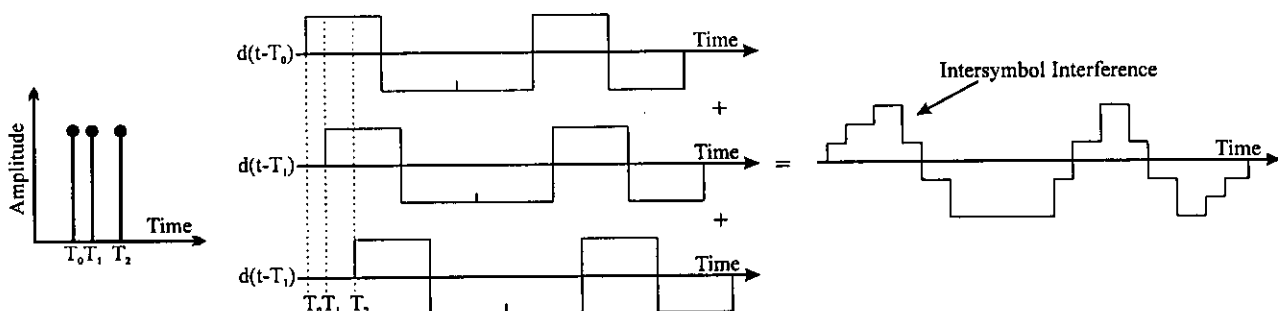 Amplitude
Time
T₀T₁ T₂
d(t-T₀)
Time
+
d(t-T₁)
Time
+
d(t-T₁)
Time
T₀T₁ T₂
=
Intersymbol Interference
Time